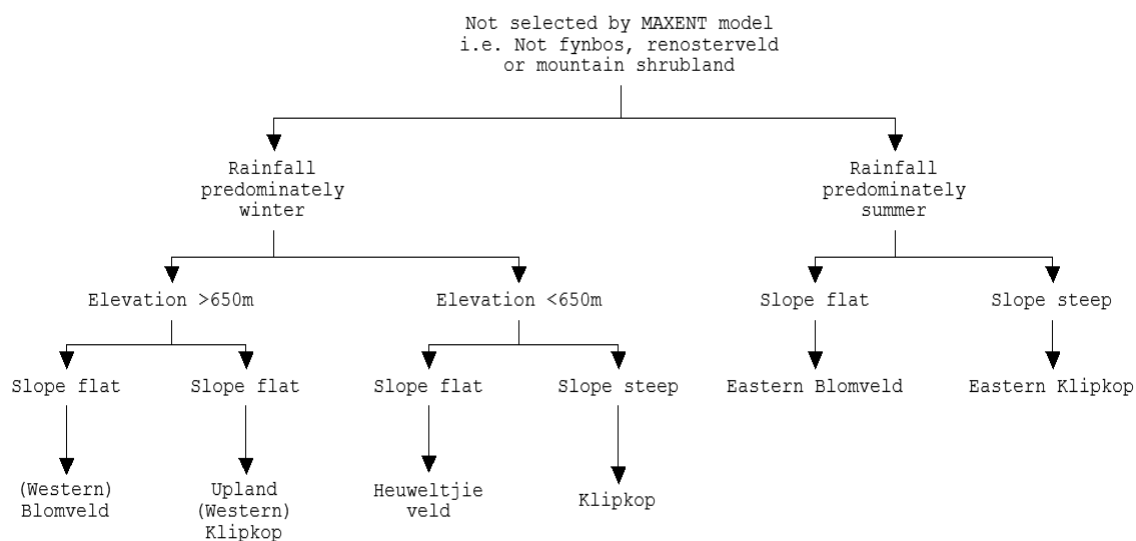 Not selected by MAXENT model
i.e. Not fynbos, renosterveld
or mountain shrubland
Rainfall
predominately
winter
Rainfall
predominately
summer
Elevation >650m
Elevation <650m
Slope flat
Slope steep
Slope flat
Slope flat
Slope flat
Slope steep
Eastern Blomveld
Eastern Klipkop
(Western)
Blomveld
Upland
(Western)
Klipkop
Heuweltjie
veld
Klipkop